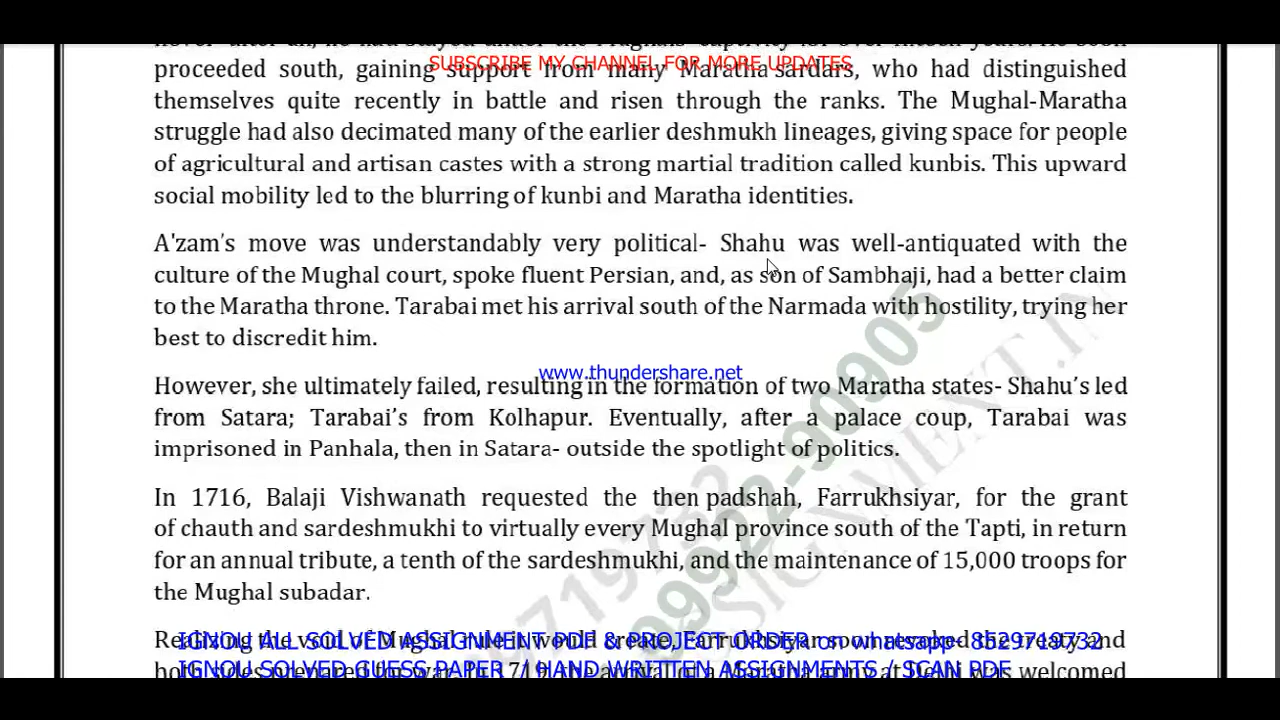 SUBSCRIBE MY CHANNEL FOR MORE UPDATES
proceeded south, gaining support from many Maratha sardars, who had distinguished
themselves quite recently in battle and risen through the ranks. The Mughal-Maratha
struggle had also decimated many of the earlier deshmukh lineages, giving space for people
of agricultural and artisan castes with a strong martial tradition called kunbis. This upward
social mobility led to the blurring of kunbi and Maratha identities.
A'zam's move was understandably very political- Shahu was well-antiquated with the
culture of the Mughal court, spoke fluent Persian, and, as son of Sambhaji, had a better claim
to the Maratha throne. Tarabai met his arrival south of the Narmada with hostility, trying her
best to discredit him.
www.thundershare.net
However, she ultimately failed, resulting in the formation of two Maratha states- Shahu's led
from Satara; Tarabai's from Kolhapur. Eventually, after a palace coup, Tarabai was
imprisoned in Panhala, then in Satara- outside the spotlight of politics.
In 1716, Balaji Vishwanath requested the then padshah, Farrukhsiyar, for the grant
of chauth and sardeshmukhi to virtually every Mughal province south of the Tapti, in return
for an annual tribute, a tenth of the sardeshmukhi, and the maintenance of 15,000 troops for
the Mughal subadar.
IGNOU ALL SOLVED ASSIGNMENT PDF & PROJECT ORDER on whatsapp- 8529719732
IGNOU SOLVED GUESS PAPER / HAND WRITTEN ASSIGNMENTS / SCAN PDF